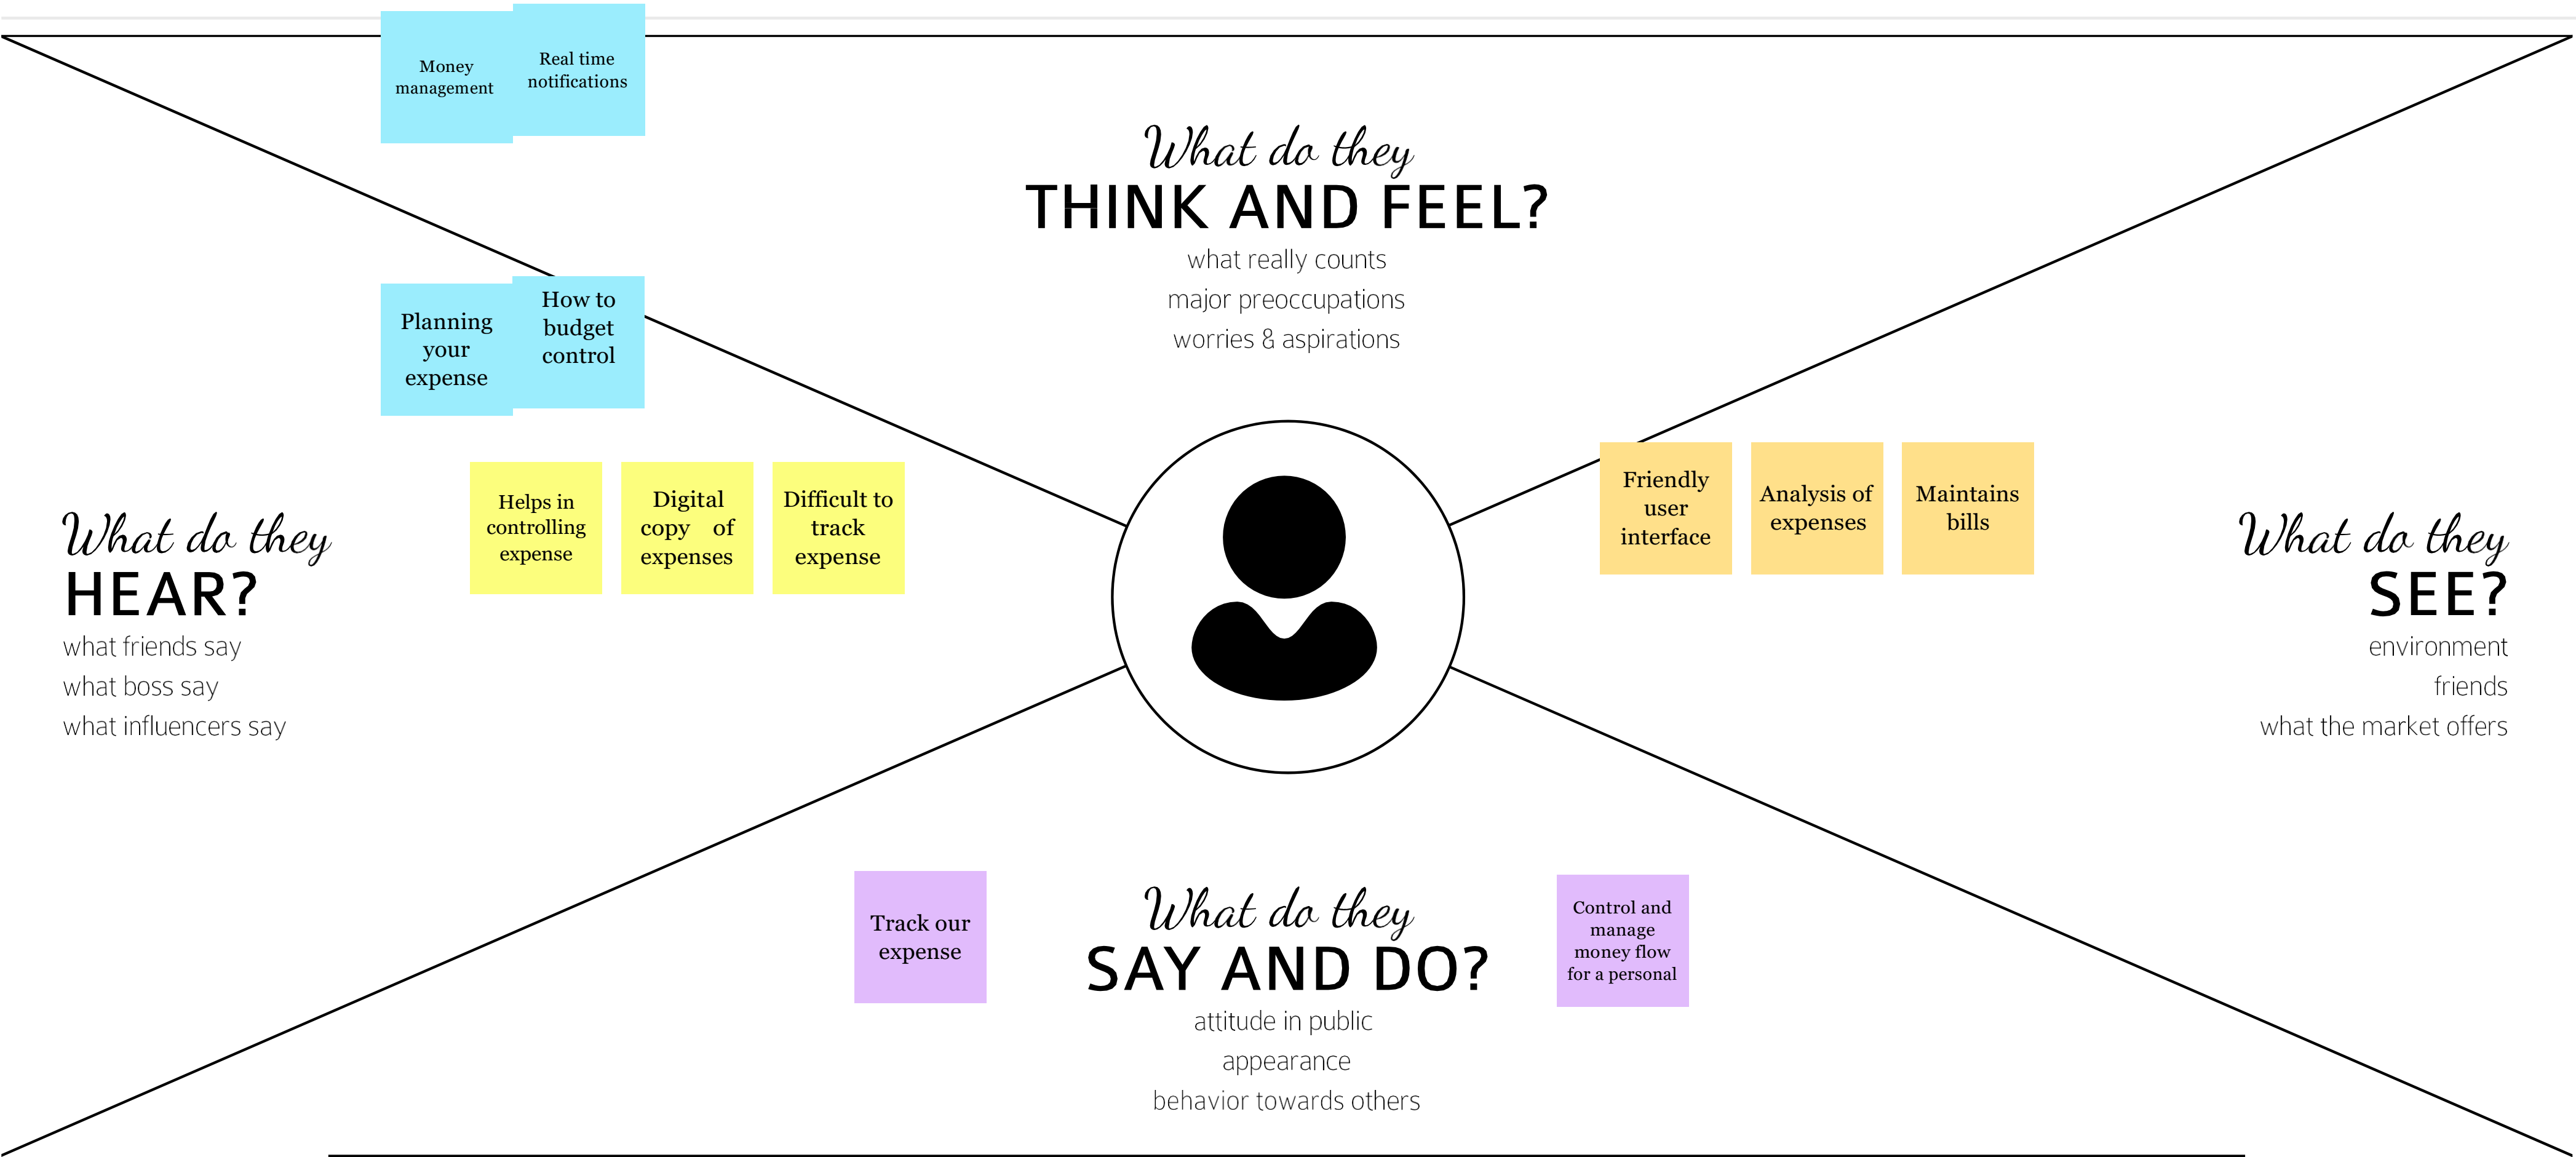 Money
management
Real time
notifications
What do they
THINK AND FEEL?
what really counts
major preoccupations
worries & aspirations
Planning
your
expense
How to
budget
control
Helps in
controlling
expense
Digital
copy of
expenses
Difficult to
track
expense
Friendly
user
interface
Analysis of
expenses
Maintains
bills
What do they
HEAR?
what friends say
what boss say
what influencers say
What do they
SEE?
environment
friends
what the market offers
Track our
expense
What do they
SAY AND DO?
attitude in public
appearance
behavior towards others
Control and
manage
money flow
for a personal